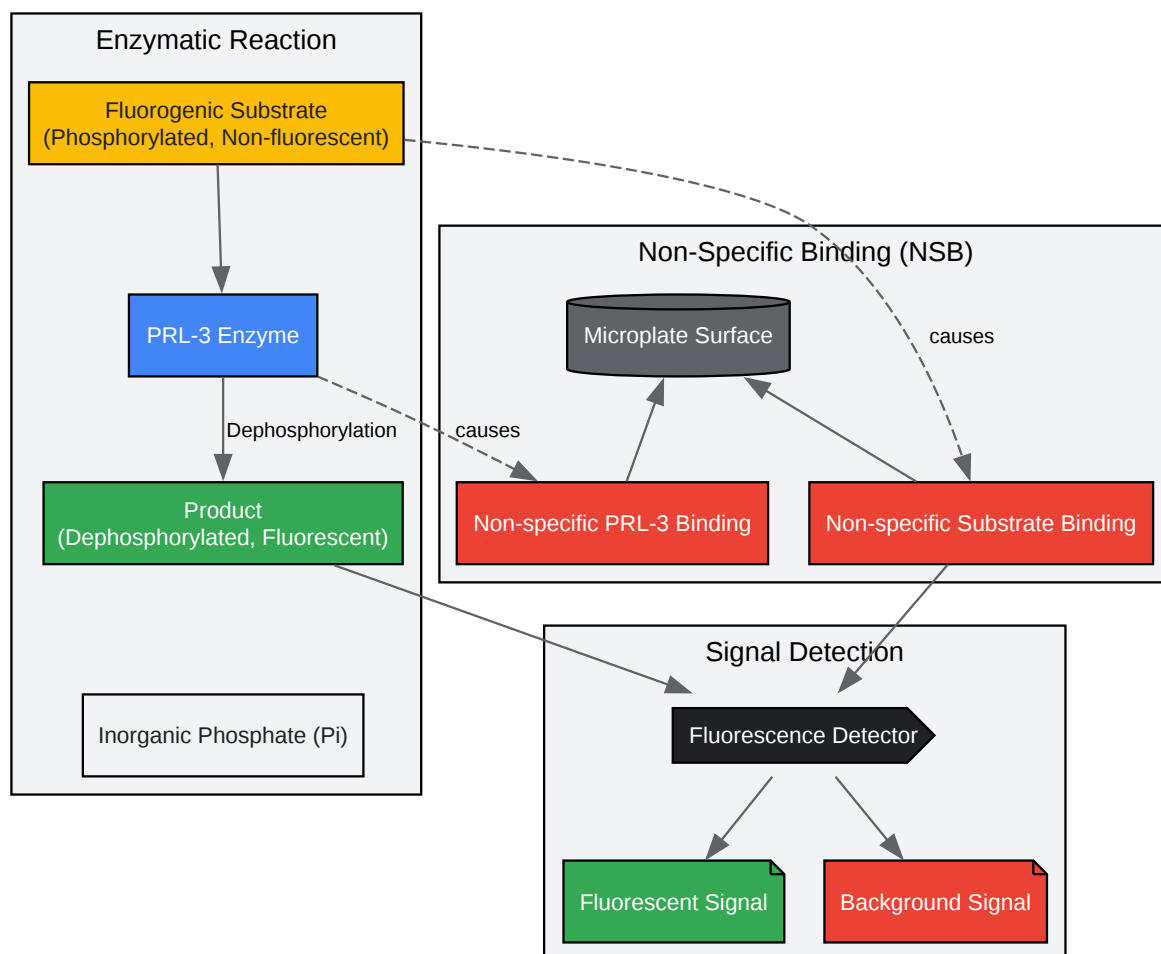 Enzymatic Reaction
Fluorogenic Substrate
(Phosphorylated, Non-fluorescent)
PRL-3 Enzyme
Dephosphorylation
Product
(Dephosphorylated, Fluorescent)
Inorganic Phosphate (Pi)
causes
Non-Specific Binding (NSB)
Microplate Surface
causes
Non-specific PRL-3 Binding
Non-specific Substrate Binding
Signal Detection
Fluorescence Detector
Fluorescent Signal
Background Signal